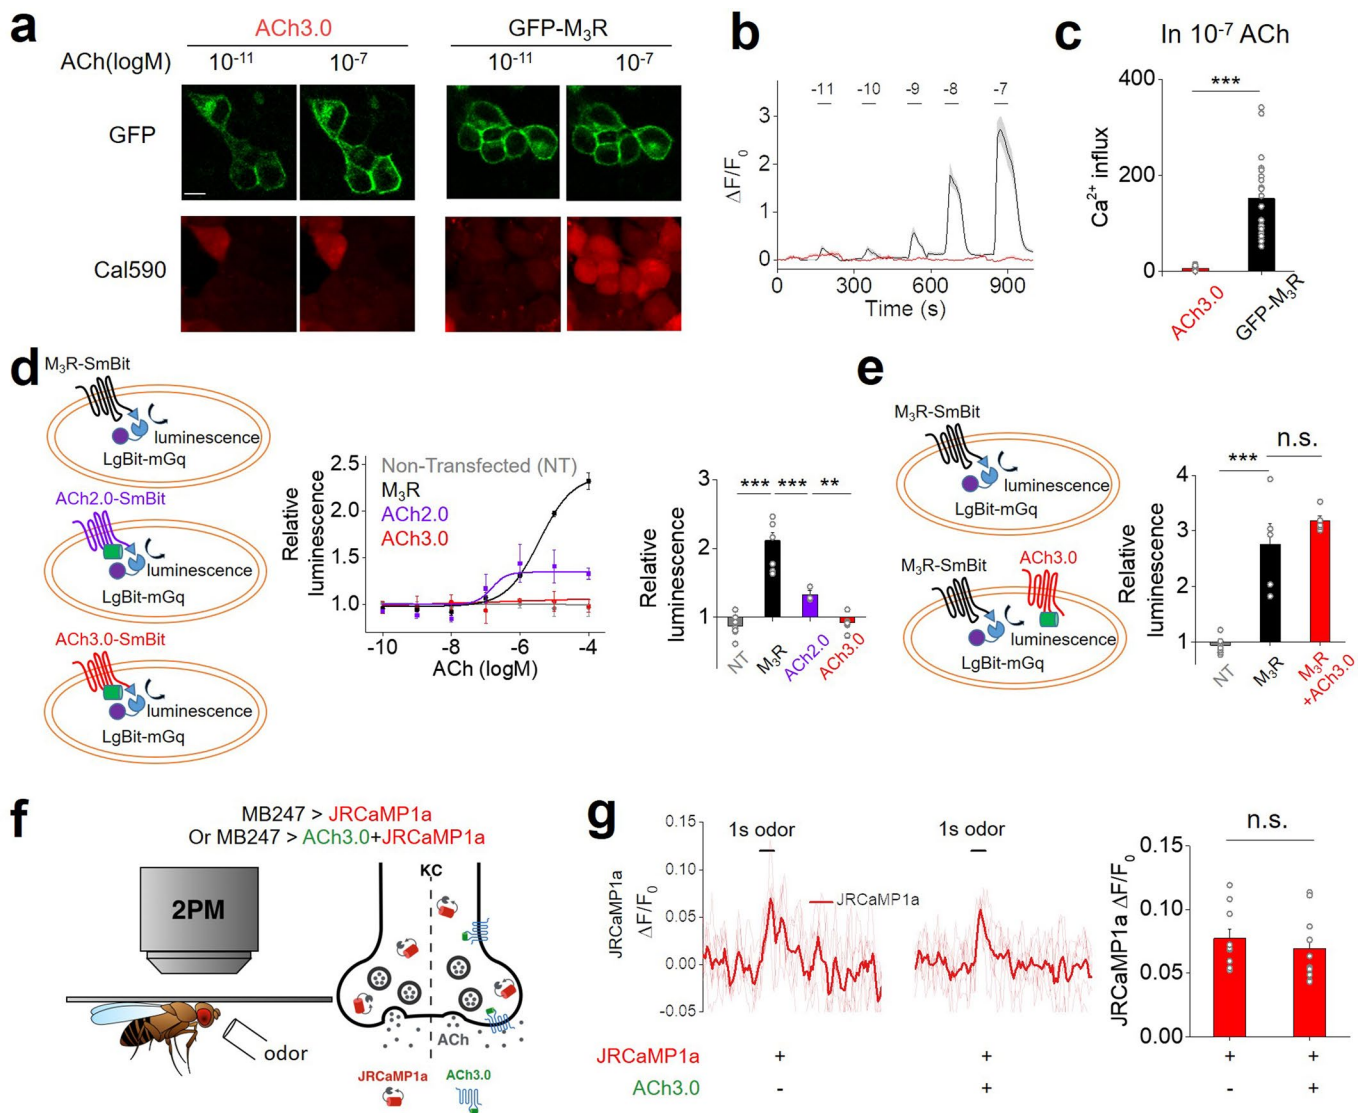 a
ACh3.0
GFP-M₃R
ACh(logM)
10⁻¹¹
10⁻⁷
10⁻¹¹
10⁻⁷
GFP
Cal590
b
-11
-10
-9
-8
-7
ΔF/F₀
3
2
1
0
0
300
600
900
Time (s)
c
In 10⁻⁷ ACh
***
Ca²⁺ influx
400
200
0
ACh3.0
GFP-M₃R
d
M₃R-SmBit
luminescence
LgBit-mGq
ACh2.0-SmBit
luminescence
LgBit-mGq
ACh3.0-SmBit
luminescence
LgBit-mGq
Relative
luminescence
2.5
2.0
1.5
1.0
Non-Transfected (NT)
M₃R
ACh2.0
ACh3.0
-10
-8
-6
-4
ACh (logM)
Relative
luminescence
3
2
1
***
***
**
NT
M₃R
ACh2.0
ACh3.0
e
M₃R-SmBit
luminescence
LgBit-mGq
M₃R-SmBit
ACh3.0
luminescence
LgBit-mGq
Relative
luminescence
4
3
2
1
***
n.s.
NT
M₃R
M₃R
+ACh3.0
f
MB247 > JRCaMP1a
Or MB247 > ACh3.0+JRCaMP1a
2PM
odor
KC
ACh
JRCaMP1a
ACh3.0
g
JRCaMP1a
ΔF/F₀
0.15
0.10
0.05
0.00
-0.05
1s odor
1s odor
JRCaMP1a
JRCaMP1a
+
+
ACh3.0
-
+
JRCaMP1a ΔF/F₀
0.15
0.10
0.05
0.00
n.s.
+
+
-
+